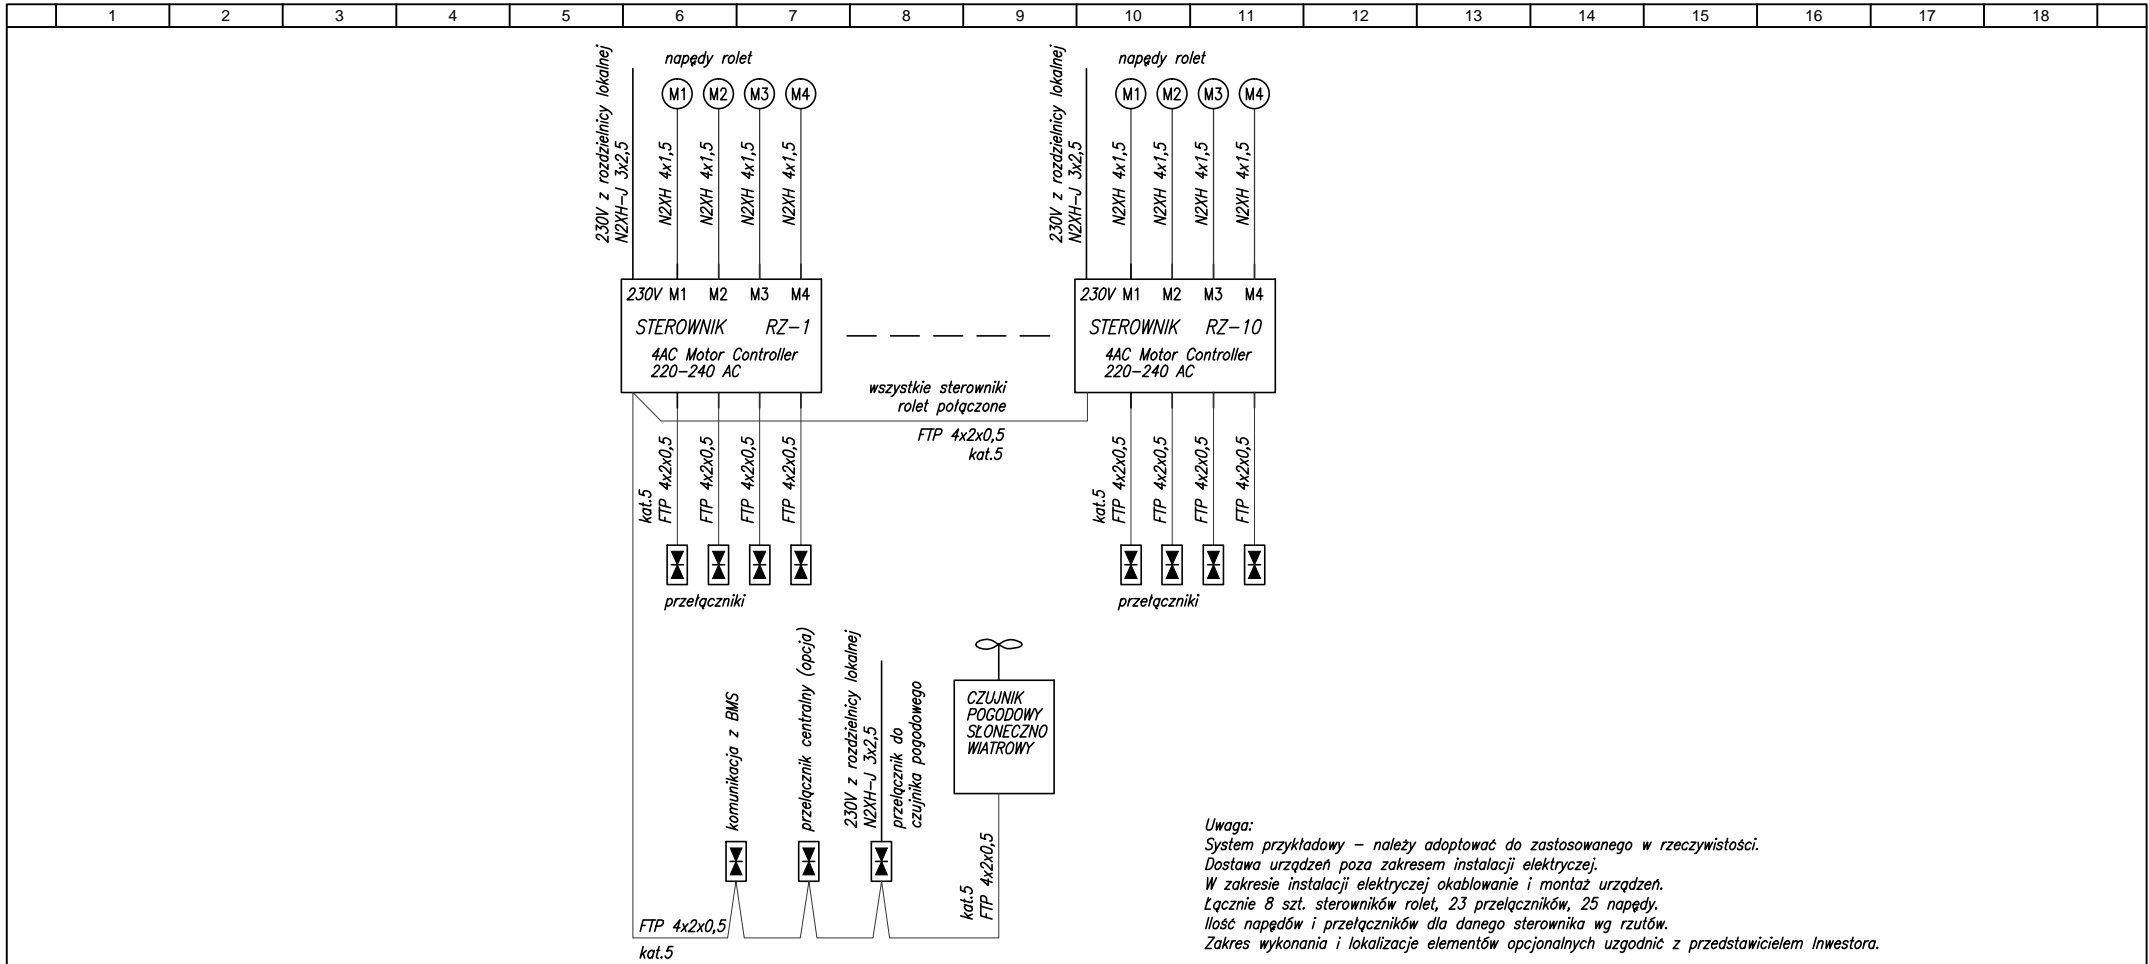 1 2 3 4 5 6 7 8 9 10 11 12 13 14 15 16 17 18
230V z rozdzielnicy lokalnej
N2XH-J 3x2,5
napędy rolet
M1 M2 M3 M4
N2XH 4x1,5
N2XH 4x1,5
N2XH 4x1,5
N2XH 4x1,5
230V M1 M2 M3 M4
STEROWNIK RZ-1
4AC Motor Controller
220-240 AC
230V z rozdzielnicy lokalnej
N2XH-J 3x2,5
napędy rolet
M1 M2 M3 M4
N2XH 4x1,5
N2XH 4x1,5
N2XH 4x1,5
N2XH 4x1,5
230V M1 M2 M3 M4
STEROWNIK RZ-10
4AC Motor Controller
220-240 AC
wszystkie sterowniki
rolet połączone
FTP 4x2x0,5
kat.5
kat.5
FTP 4x2x0,5
FTP 4x2x0,5
FTP 4x2x0,5
FTP 4x2x0,5
przełączniki
kat.5
FTP 4x2x0,5
FTP 4x2x0,5
FTP 4x2x0,5
FTP 4x2x0,5
przełączniki
komunikacja z BMS
przelącznik centralny (opcja)
230V z rozdzielnicy lokalnej
N2XH-J 3x2,5
przelącznik do
czujnika pogodowego
CZUJNIK
POGODOWY
SŁONECZNO
WIATROWY
kat.5
FTP 4x2x0,5
FTP 4x2x0,5
kat.5
Uwaga:
System przykładowy – należy adoptować do zastosowanego w rzeczywistości.
Dostawa urządzeń poza zakresem instalacji elektryczej.
W zakresie instalacji elektryczej okablowanie i montaż urządzeń.
Łącznie 8 szt. sterowników rolet, 23 przelączników, 25 napędy.
Ilość napędów i przełączników dla danego sterownika wg rzutów.
Zakres wykonania i lokalizacje elementów opcjonalnych uzgodnić z przedstawicielem Inwestora.